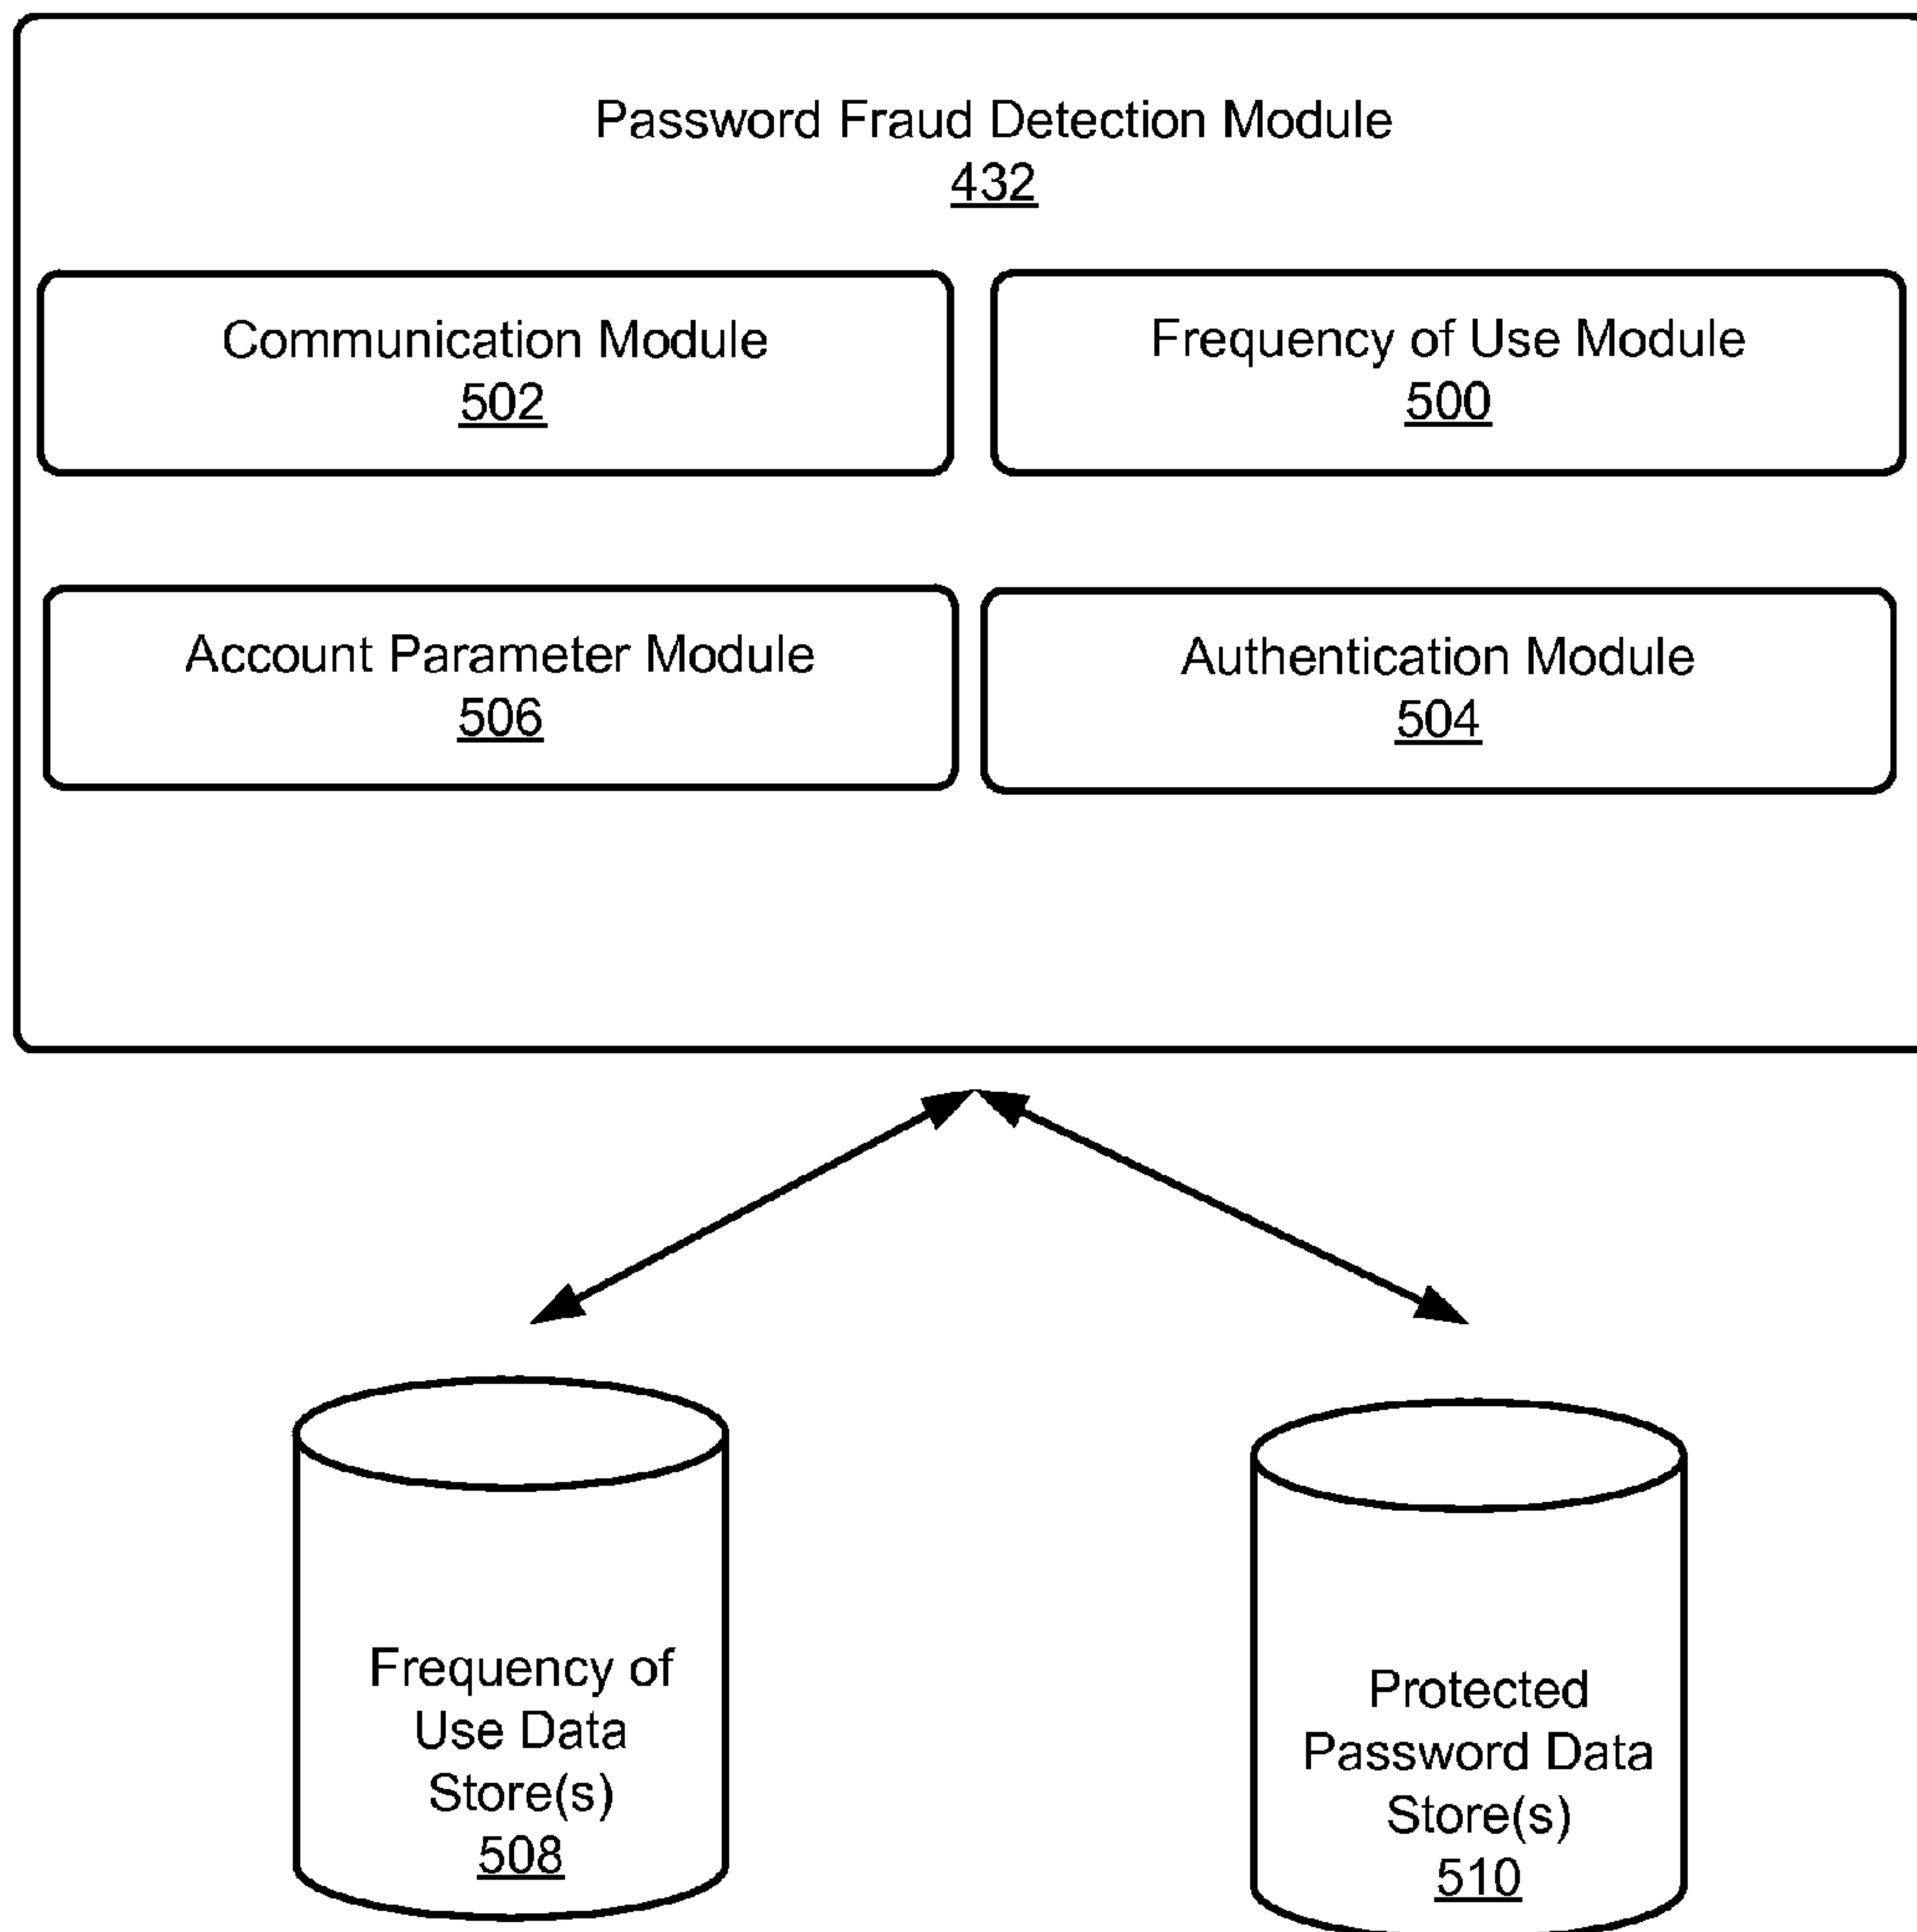 Password Fraud Detection Module
432
Communication Module
502
Frequency of Use Module
500
Account Parameter Module
506
Authentication Module
504
Frequency of
Use Data
Store(s)
508
Protected
Password Data
Store(s)
510